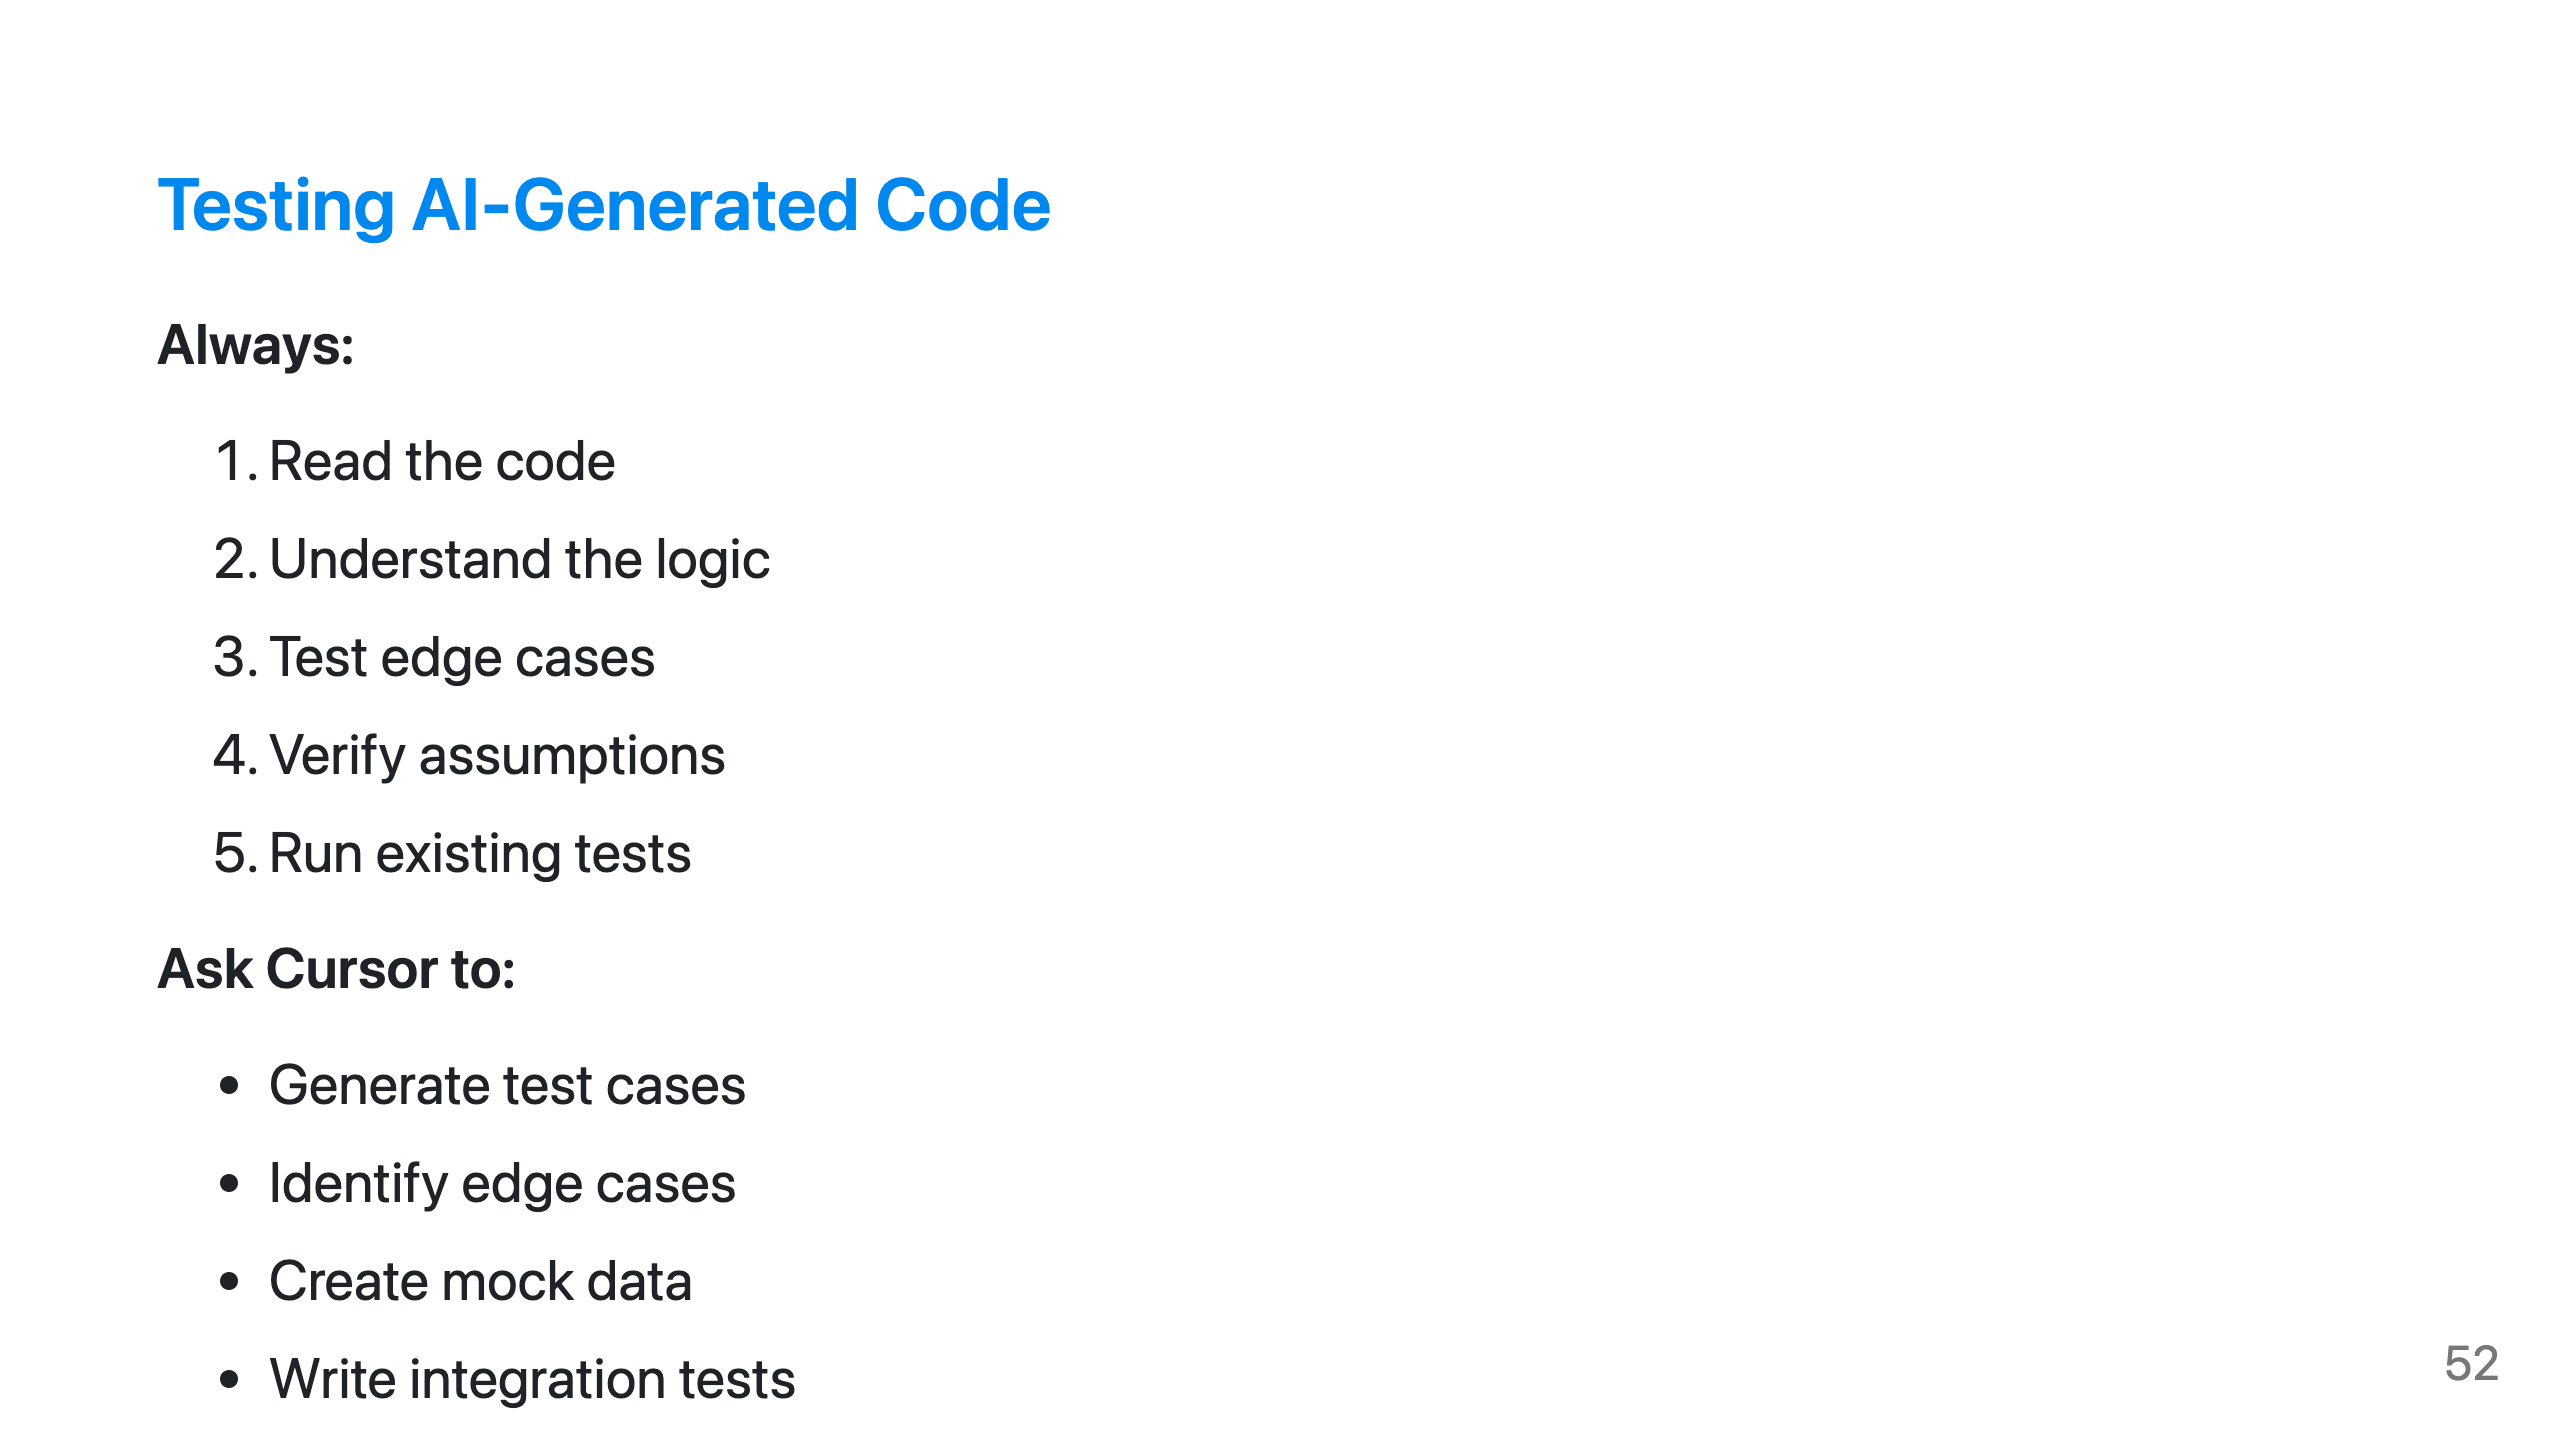 Testing AI-Generated Code
Always:
1. Read the code
2. Understand the logic
3. Test edge cases
4. Verify assumptions
5. Run existing tests
Ask Cursor to:
• Generate test cases
• Identify edge cases
• Create mock data
• Write integration tests
52